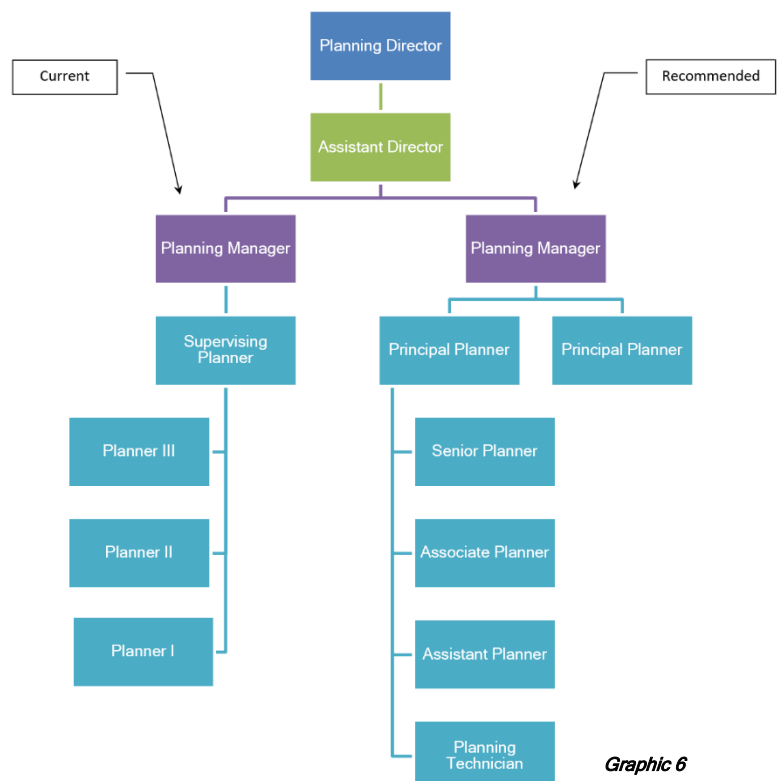 Planning Director
Current
Recommended
Assistant Director
Planning Manager
Planning Manager
Supervising
Planner
Principal Planner
Principal Planner
Planner III
Senior Planner
Planner II
Associate Planner
Planner I
Assistant Planner
Planning
Technician
Graphic 6